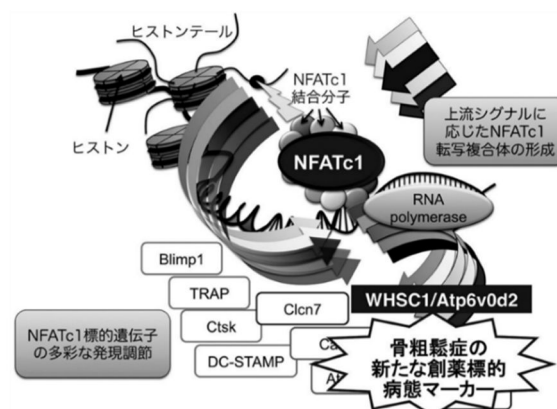 ヒストンテール
ヒストン
NFATc1
結合分子
NFATc1
上流シグナルに
応じたNFATc1
転写複合体の形成
RNA
polymerase
Blimp1
TRAP
Ctsk
Clcn7
DC-STAMP
WHSC1/Atp6v0d2
NFATc1標的遺伝子
の多彩な発現調節
骨粗鬆症の
新たな創薬標的
病態マーカー